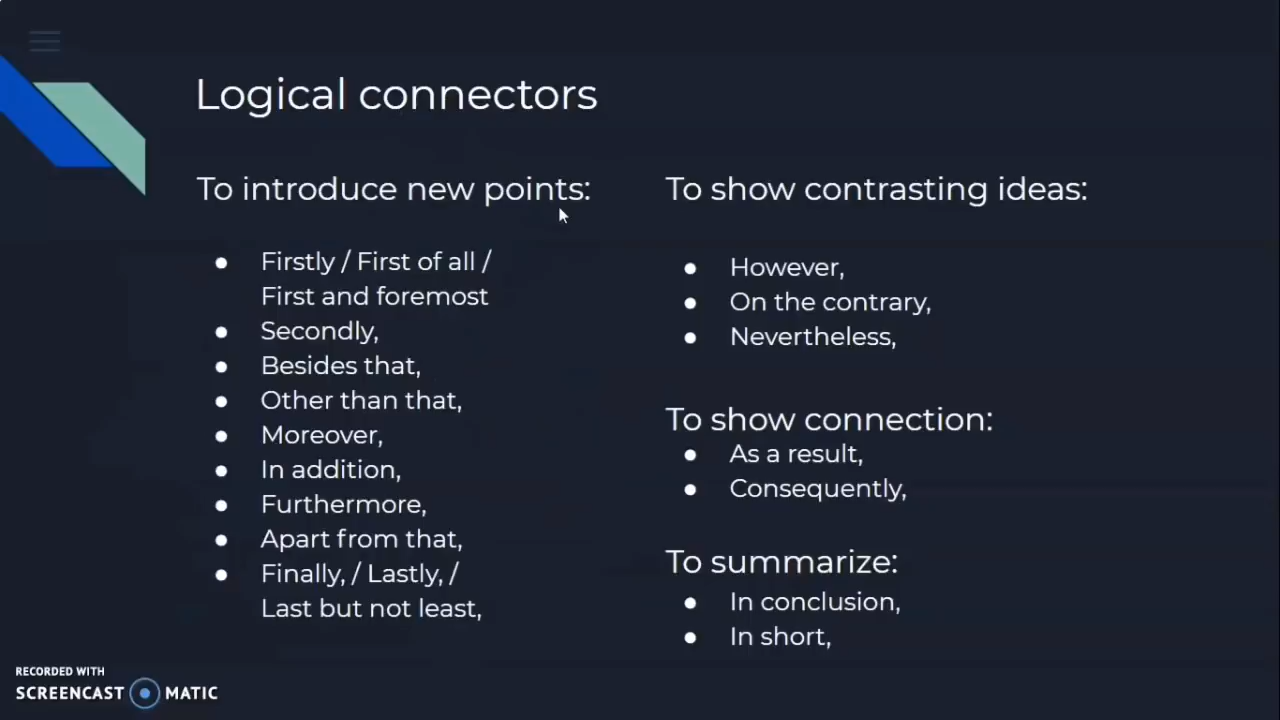 Logical connectors
To introduce new points:
● Firstly / First of all /
First and foremost
● Secondly,
● Besides that,
● Other than that,
● Moreover,
● In addition,
● Furthermore,
● Apart from that,
● Finally, / Lastly, /
Last but not least,
To show contrasting ideas:
● However,
● On the contrary,
● Nevertheless,
To show connection:
● As a result,
● Consequently,
To summarize:
● In conclusion,
● In short,
RECORDED WITH
SCREENCAST MATIC